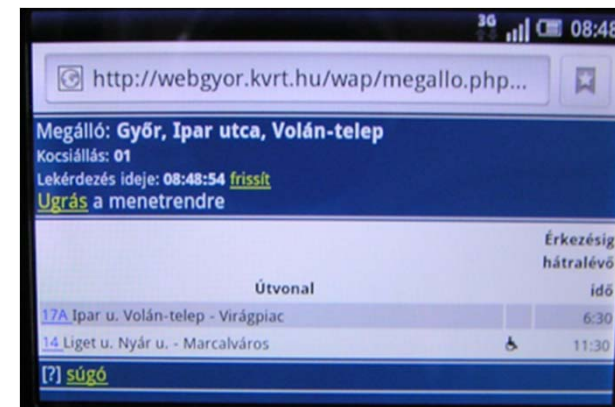 3G 08:48
http://webgyor.kvrt.hu/wap/megallo.php...
Megálló: Győr, Ipar utca, Volán-telep
Kocsiállás: 01
Lekérdezés ideje: 08:48:54 frissít
Ugrás a menetrendre
Útvonal Érkezésig hátralévő idő
17A Ipar u. Volán-telep - Virágpiac 6:30
14 Liget u. Nyár u. - Marcalváros 11:30
[?] súgó